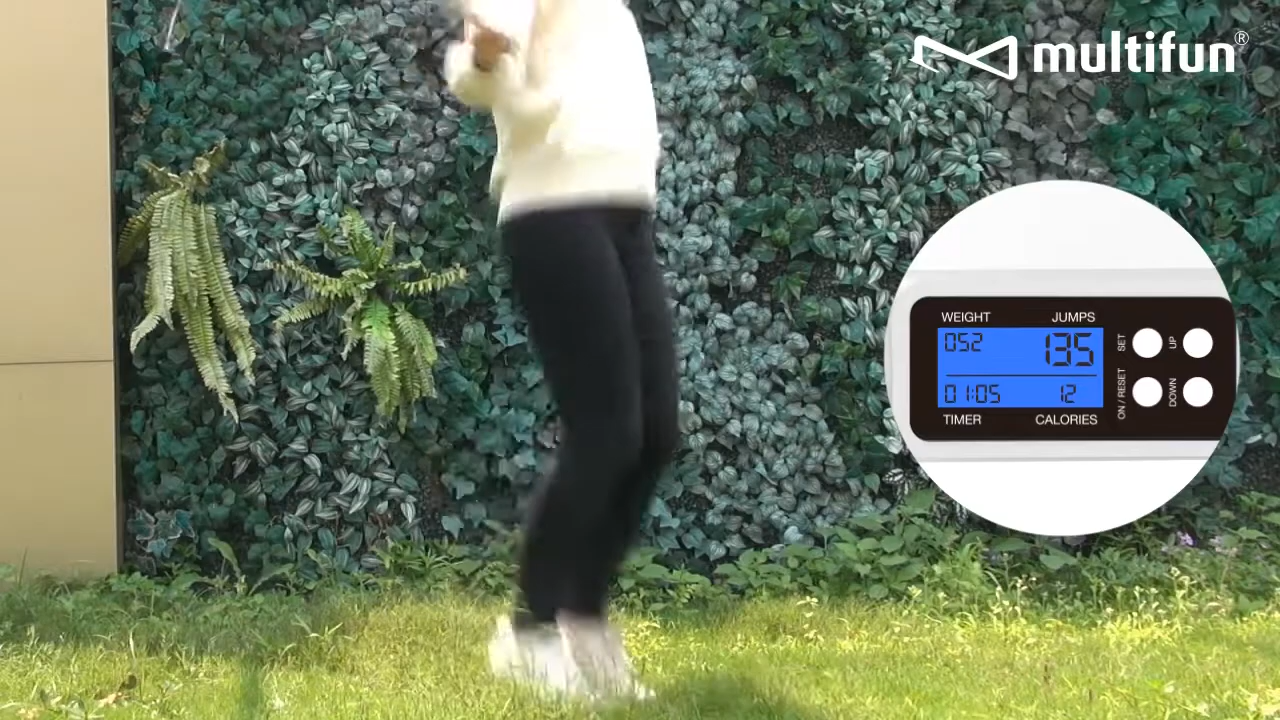 multifun®
WEIGHT JUMPS
052 135
01:05 12
TIMER CALORIES
SET UP
ON / RESET DOWN